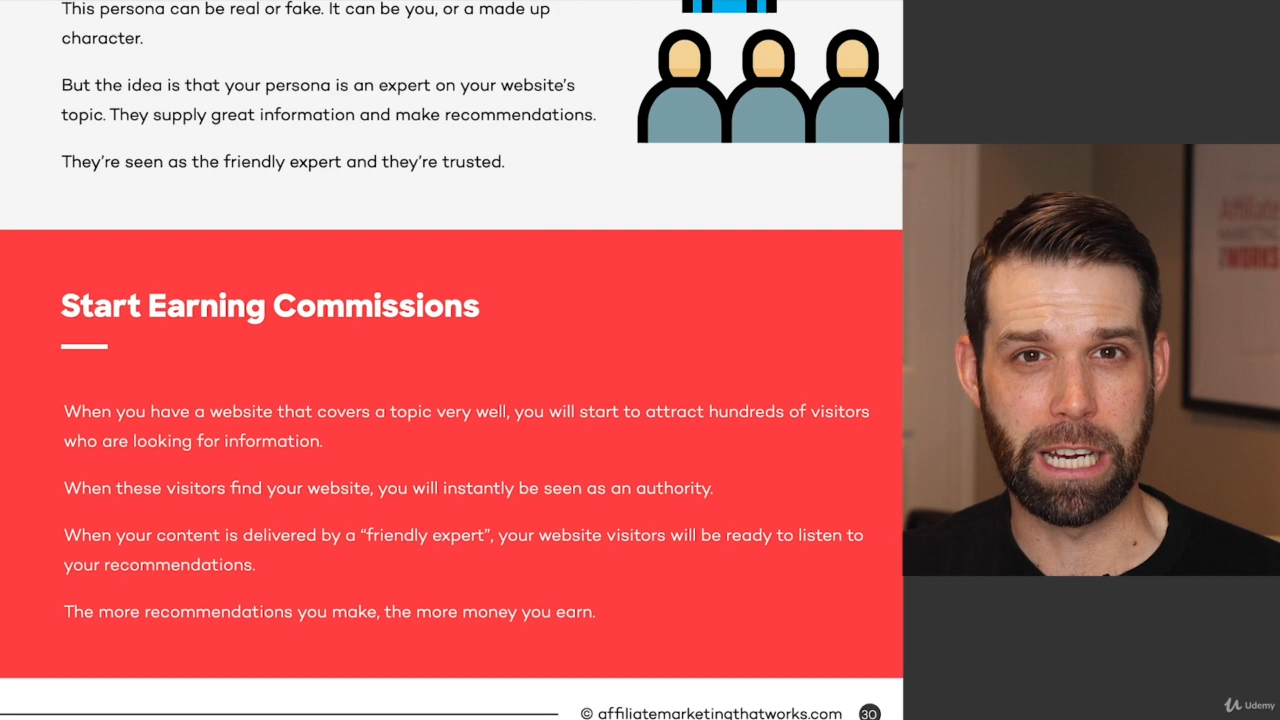 This persona can be real or fake. It can be you, or a made up
character.
But the idea is that your persona is an expert on your website's
topic. They supply great information and make recommendations.
They're seen as the friendly expert and they're trusted.
Start Earning Commissions
When you have a website that covers a topic very well, you will start to attract hundreds of visitors
who are looking for information.
When these visitors find your website, you will instantly be seen as an authority.
When your content is delivered by a “friendly expert”, your website visitors will be ready to listen to
your recommendations.
The more recommendations you make, the more money you earn.
© affiliatemarketingthatworks.com 30
Affiliate
MARKETING
WORKS
Udemy